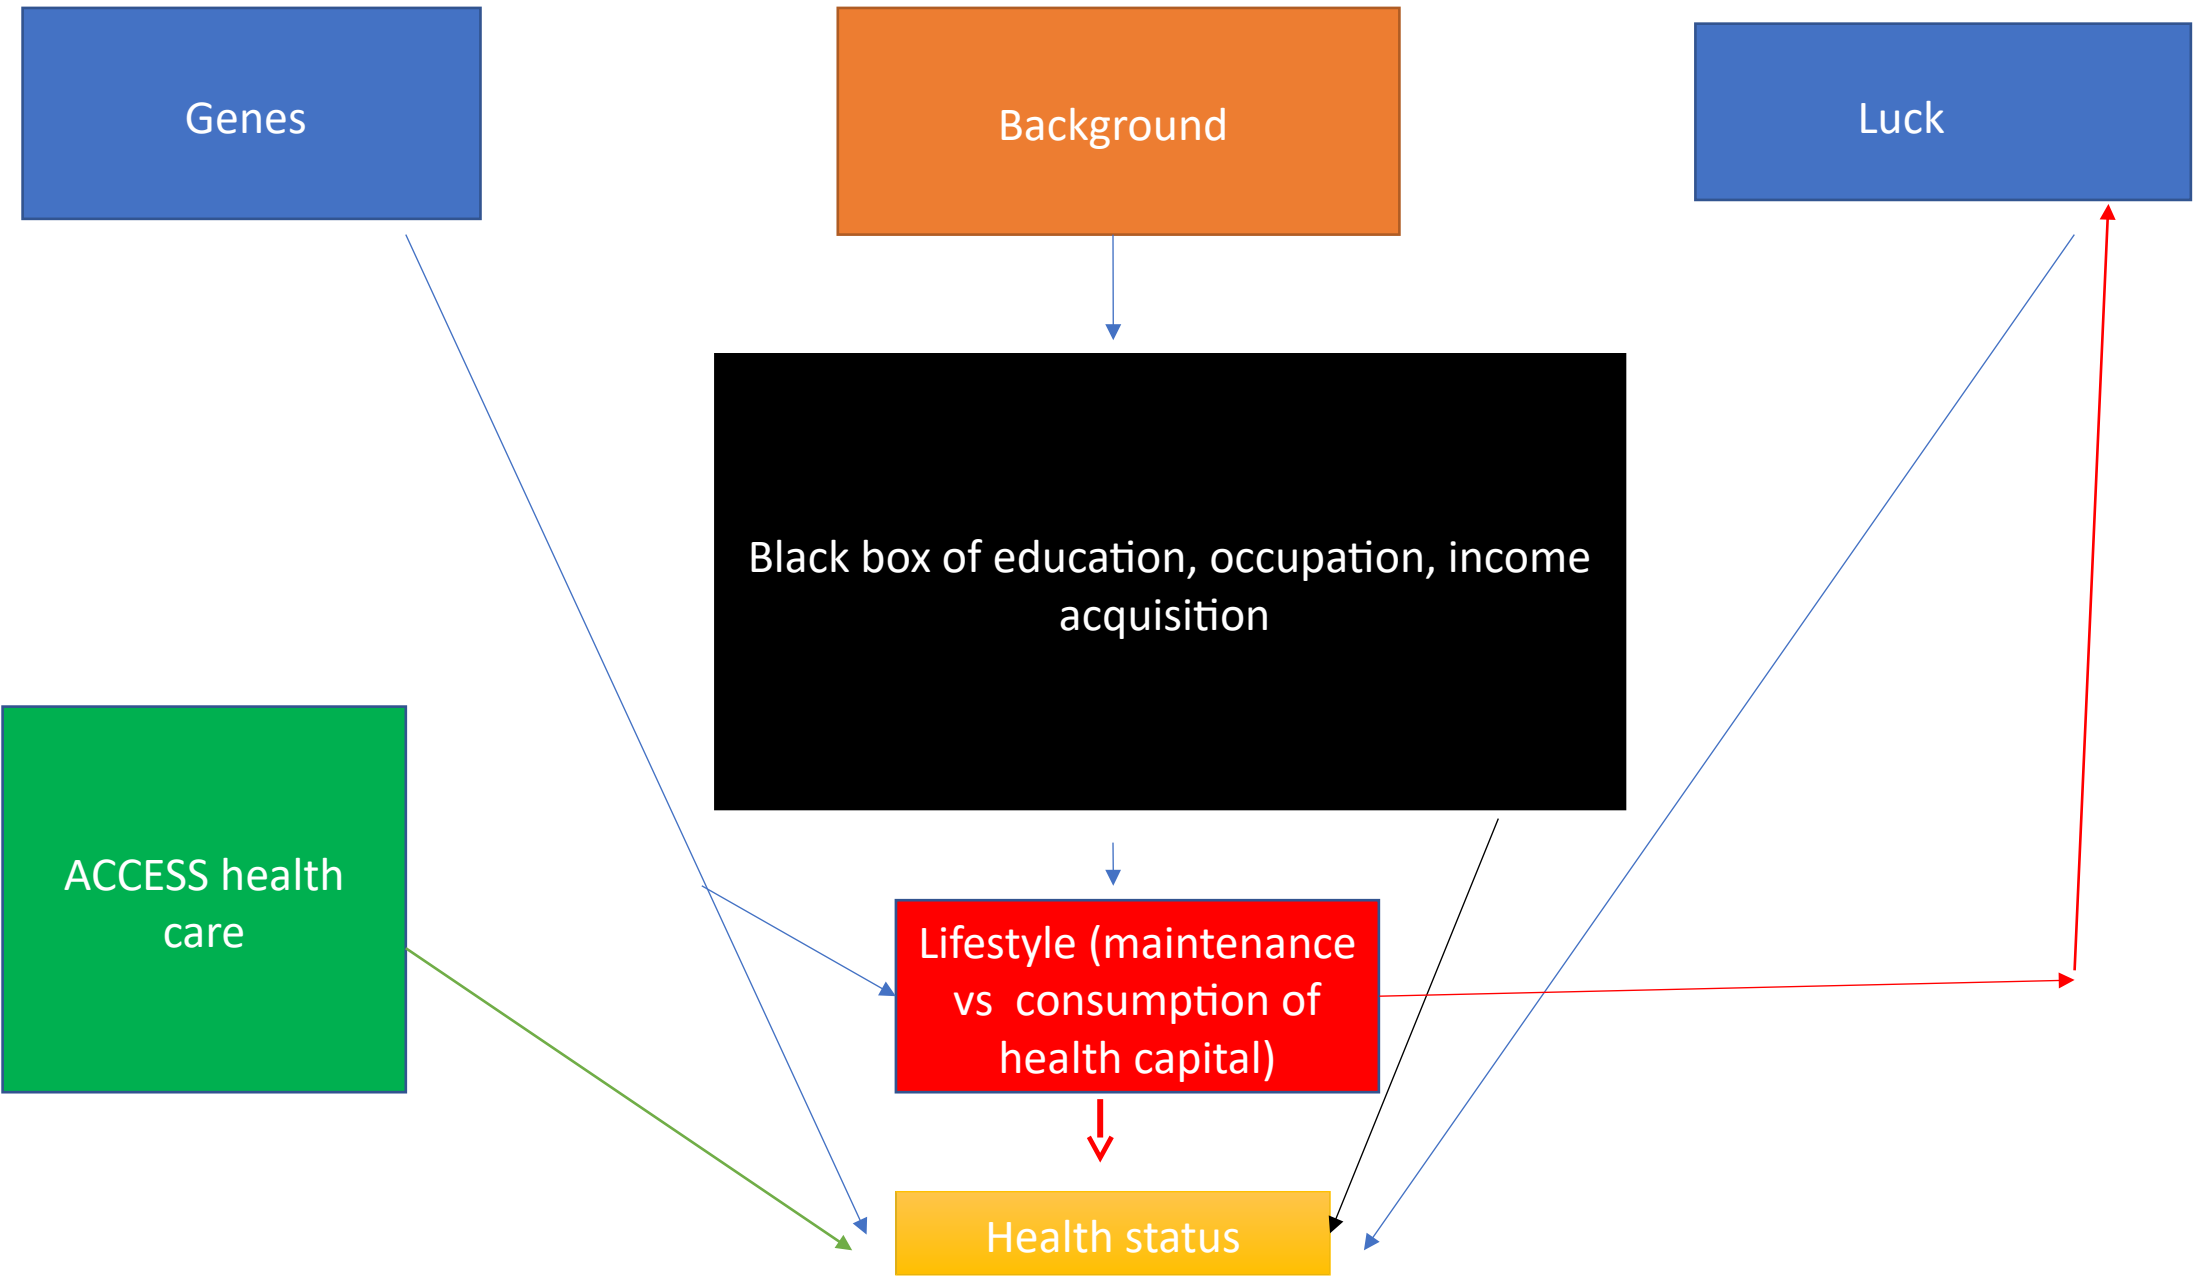 Genes
Background
Luck
Black box of education, occupation, income
acquisition
ACCESS health
care
Lifestyle (maintenance
vs  consumption of
health capital)
Health status